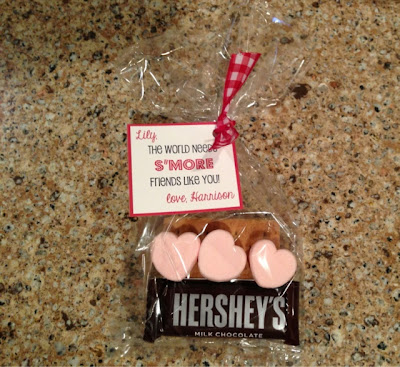 Lily,
THE WORLD NEEDS
S'MORE
FRIENDS LIKE YOU!
love, Harrison
HERSHEY'S
MILK CHOCOLATE